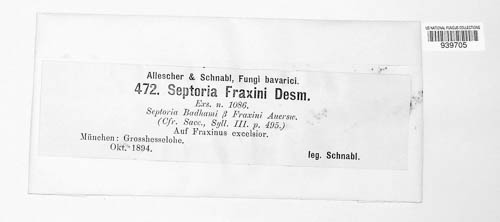 US NATIONAL FUNGUS COLLECTIONS
939705
Allescher & Schnabl, Fungi bavarici.
472. Septoria Fraxini Desm.
Exs. n. 1086.
Septoria Badhami β Fraxini Auersw.
(Cfr. Sacc., Syll. III. p. 495.)
Auf Fraxinus excelsior.
München: Grosshesselohe.
Okt. 1894.
leg. Schnabl.